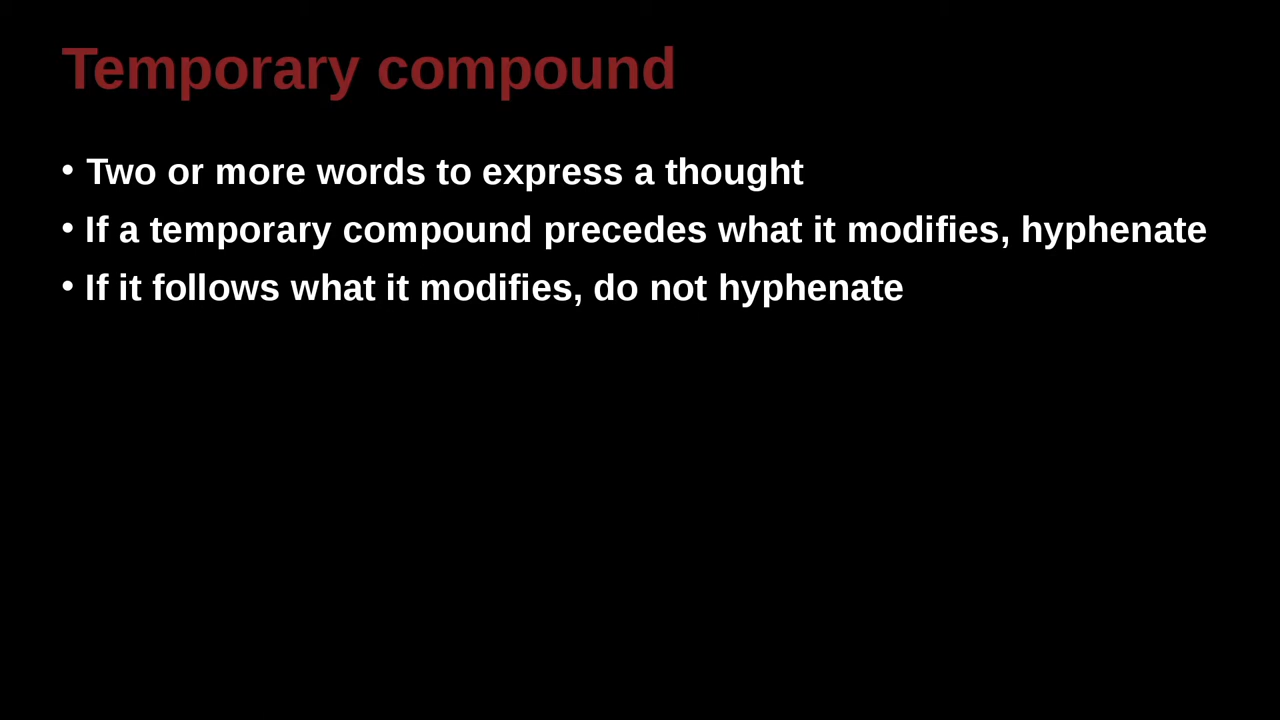 Temporary compound
• Two or more words to express a thought
• If a temporary compound precedes what it modifies, hyphenate
• If it follows what it modifies, do not hyphenate